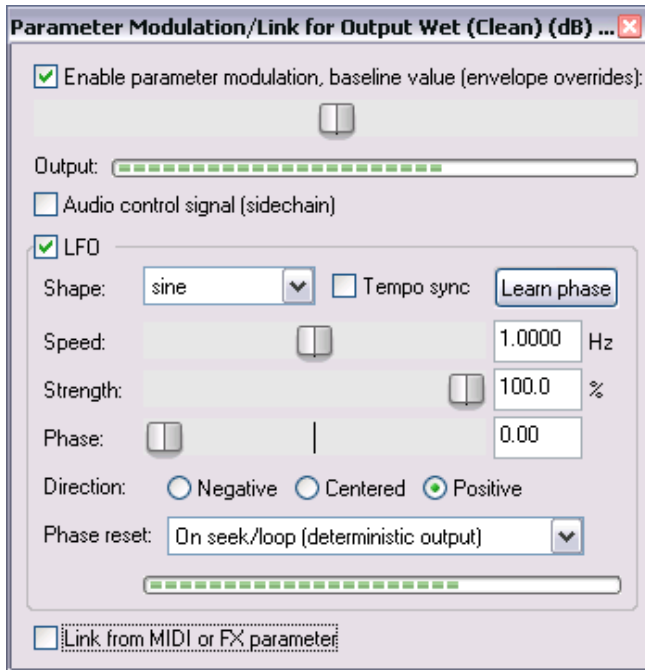 Parameter Modulation/Link for Output Wet (Clean) (dB) ...
Enable parameter modulation, baseline value (envelope overrides):
Output:
Audio control signal (sidechain)
LFO
Shape: sine Tempo sync Learn phase
Speed: 1.0000 Hz
Strength: 100.0 %
Phase: 0.00
Direction: Negative Centered Positive
Phase reset: On seek/loop (deterministic output)
Link from MIDI or FX parameter